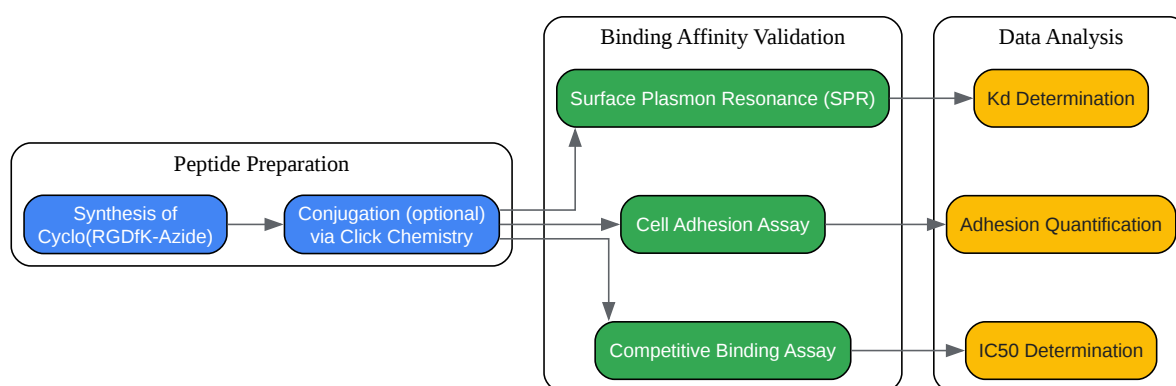 Peptide Preparation
Synthesis of
Cyclo(RGDfK-Azide)
Conjugation (optional)
via Click Chemistry
Binding Affinity Validation
Surface Plasmon Resonance (SPR)
Cell Adhesion Assay
Competitive Binding Assay
Data Analysis
Kd Determination
Adhesion Quantification
IC50 Determination